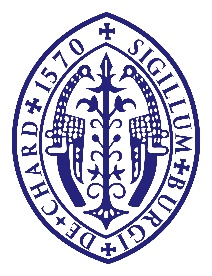 ✠ SIGILLUM ✠ BURGI ✠ DE ✠ CHARD ✠ 1570